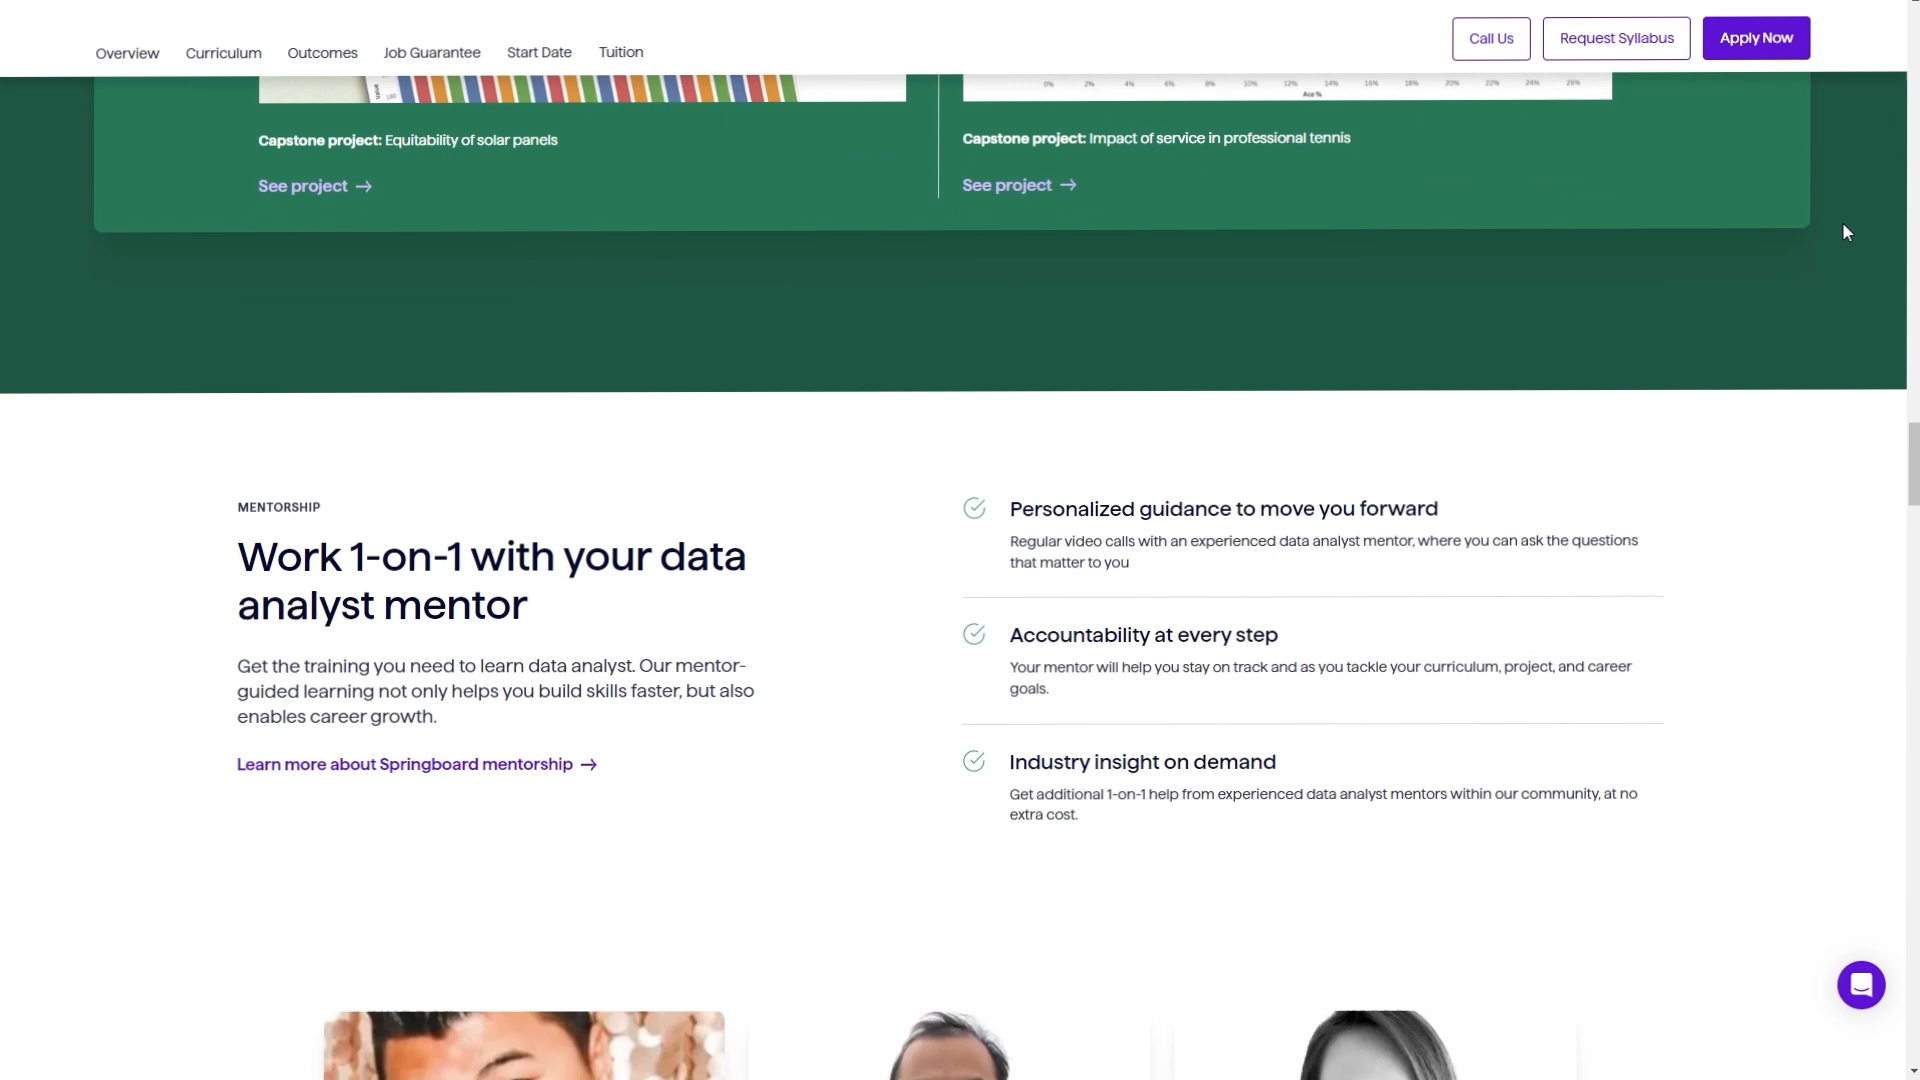 Overview Curriculum Outcomes Job Guarantee Start Date Tuition
Call Us Request Syllabus Apply Now
Value
180
0% 2% 4% 6% 8% 10% 12% 14% 16% 18% 20% 22% 24% 26%
Ace %
Capstone project: Equitability of solar panels
See project →
Capstone project: Impact of service in professional tennis
See project →
MENTORSHIP
Work 1-on-1 with your data
analyst mentor
Get the training you need to learn data analyst. Our mentor-
guided learning not only helps you build skills faster, but also
enables career growth.
Learn more about Springboard mentorship →
Personalized guidance to move you forward
Regular video calls with an experienced data analyst mentor, where you can ask the questions
that matter to you
Accountability at every step
Your mentor will help you stay on track and as you tackle your curriculum, project, and career
goals.
Industry insight on demand
Get additional 1-on-1 help from experienced data analyst mentors within our community, at no
extra cost.